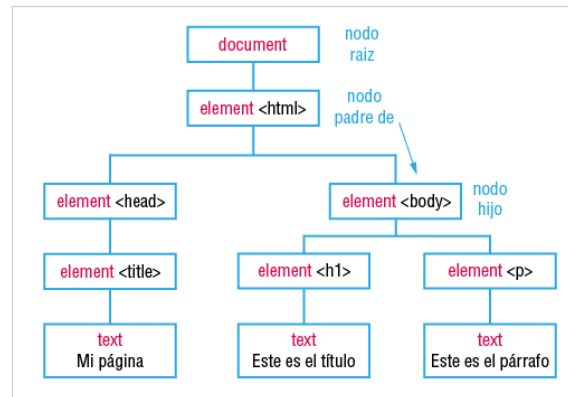 document
nodo
raiz
element <html>
nodo
padre de
element <head>
element <body>
nodo
hijo
element <title>
element <h1>
element <p>
text
Mi página
text
Este es el título
text
Este es el párrafo